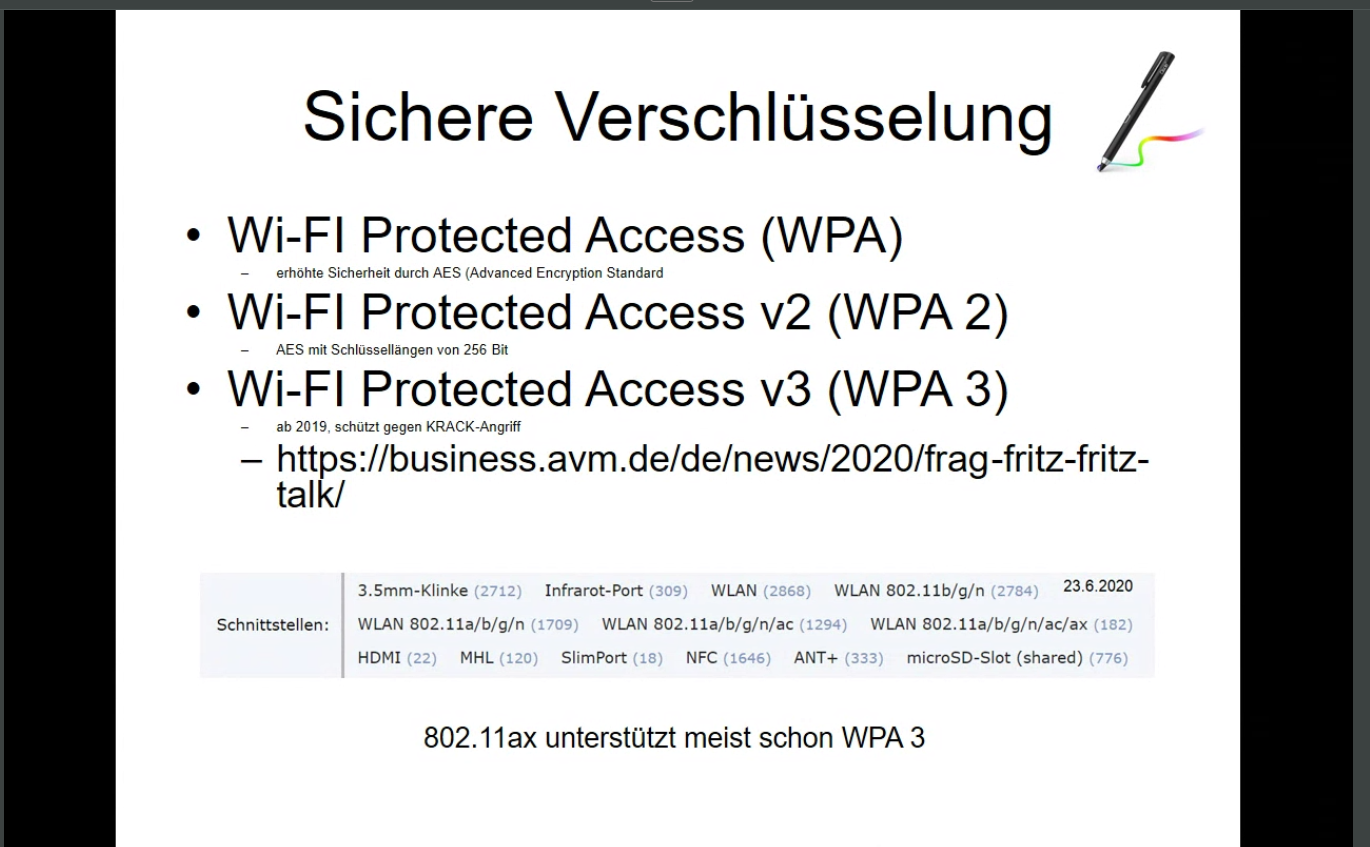 Sichere Verschlüsselung
• Wi-FI Protected Access (WPA)
– erhöhte Sicherheit durch AES (Advanced Encryption Standard
• Wi-FI Protected Access v2 (WPA 2)
– AES mit Schlüssellängen von 256 Bit
• Wi-FI Protected Access v3 (WPA 3)
– ab 2019, schützt gegen KRACK-Angriff
– https://business.avm.de/de/news/2020/frag-fritz-fritz-
talk/
3.5mm-Klinke (2712) Infrarot-Port (309) WLAN (2868) WLAN 802.11b/g/n (2784) 23.6.2020
Schnittstellen: WLAN 802.11a/b/g/n (1709) WLAN 802.11a/b/g/n/ac (1294) WLAN 802.11a/b/g/n/ac/ax (182)
HDMI (22) MHL (120) SlimPort (18) NFC (1646) ANT+ (333) microSD-Slot (shared) (776)
802.11ax unterstützt meist schon WPA 3